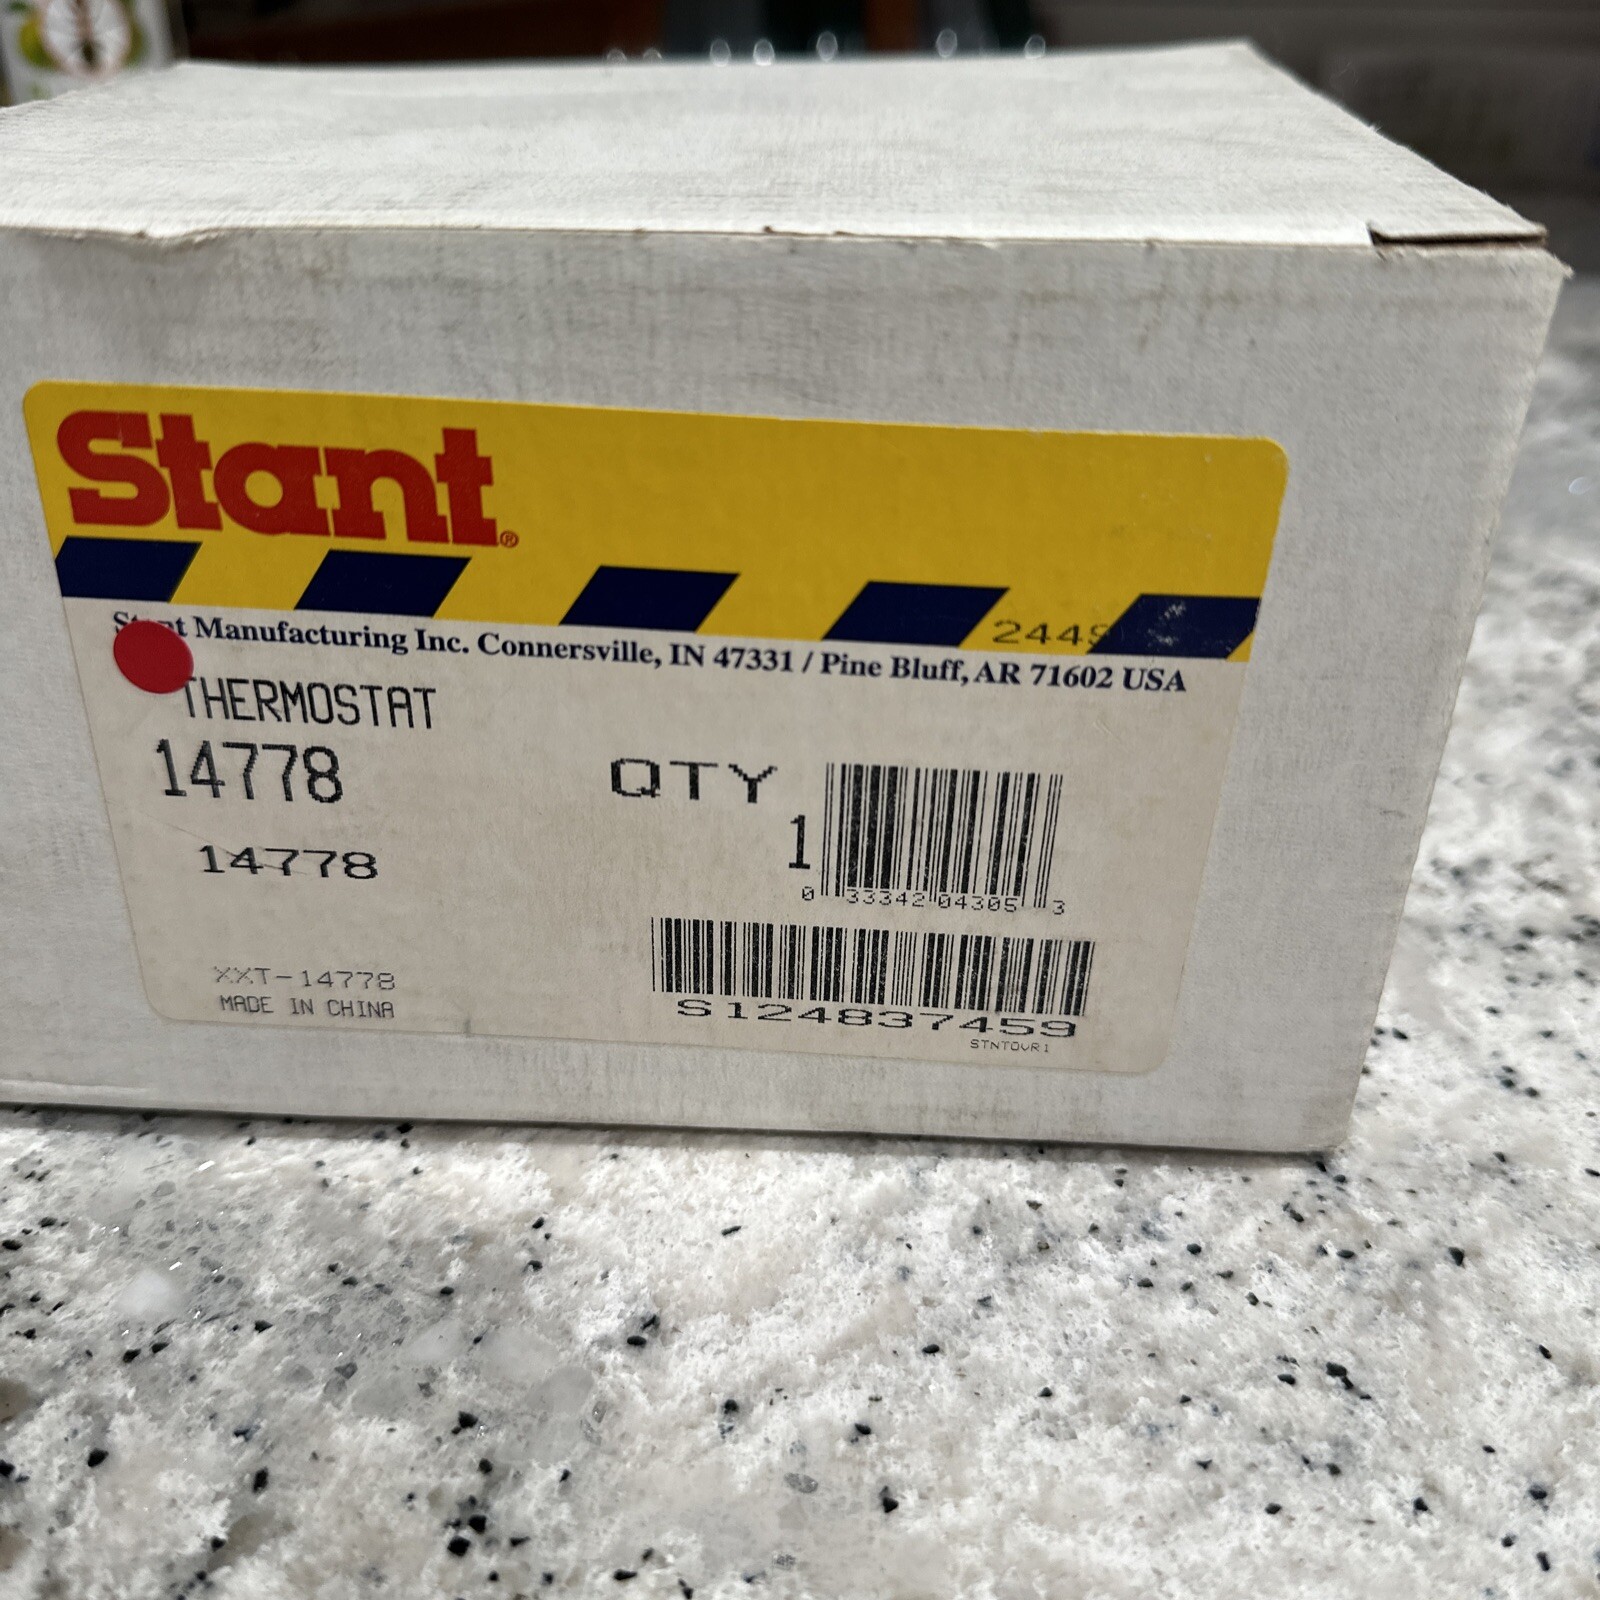 Stant®
Manufacturing Inc. Connersville, IN 47331 / Pine Bluff, AR 71602 USA
THERMOSTAT
14778
QTY
1
14778
0 33342 04305 3
XXT-14778
MADE IN CHINA
S124837459
STNTOVR1